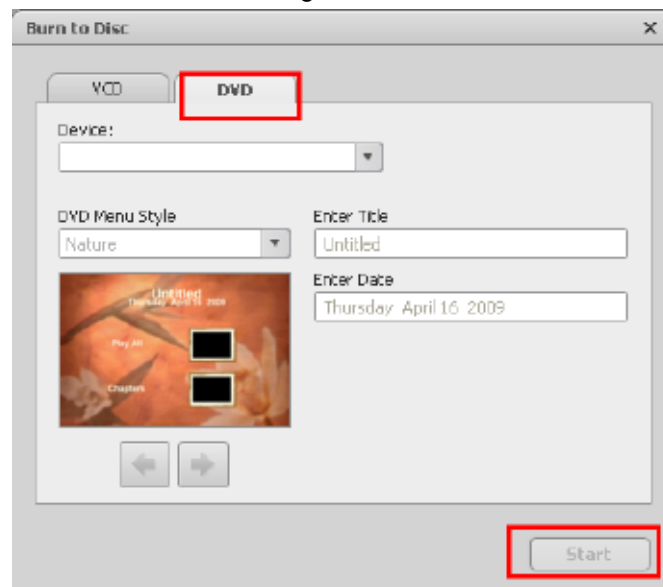 Burn to Disc
VCD
DVD
Device:
DVD Menu Style
Enter Title
Nature
Untitled
Enter Date
Thursday April 16 2009
Untitled
Thursday April 16 2009
Play All
Chapters
Start